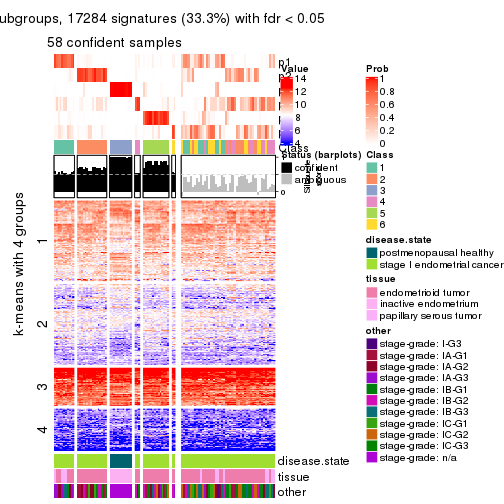 ubgroups, 17284 signatures (33.3%) with fdr < 0.05
58 confident samples
p1
Value
14
12
10
8
6
4
Prob
1
0.8
0.6
0.4
0.2
0
Class
Status (barplots)
confident
ambiguous
0
Class
1
2
3
4
5
6
k-means with 4 groups
1
2
3
4
disease.state
postmenopausal healthy
stage I endometrial cancer
tissue
endometrioid tumor
inactive endometrium
papillary serous tumor
other
stage-grade: I-G3
stage-grade: IA-G1
stage-grade: IA-G2
stage-grade: IA-G3
stage-grade: IB-G1
stage-grade: IB-G2
stage-grade: IB-G3
stage-grade: IC-G1
stage-grade: IC-G2
stage-grade: IC-G3
stage-grade: n/a
disease.state
tissue
other